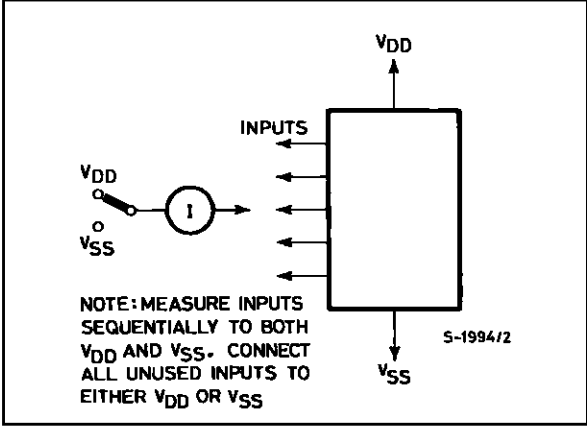 VDD
INPUTS
VDD
I
VSS
NOTE: MEASURE INPUTS
SEQUENTIALLY TO BOTH
VDD AND VSS. CONNECT
ALL UNUSED INPUTS TO
EITHER VDD OR VSS
S-1994/2
VSS